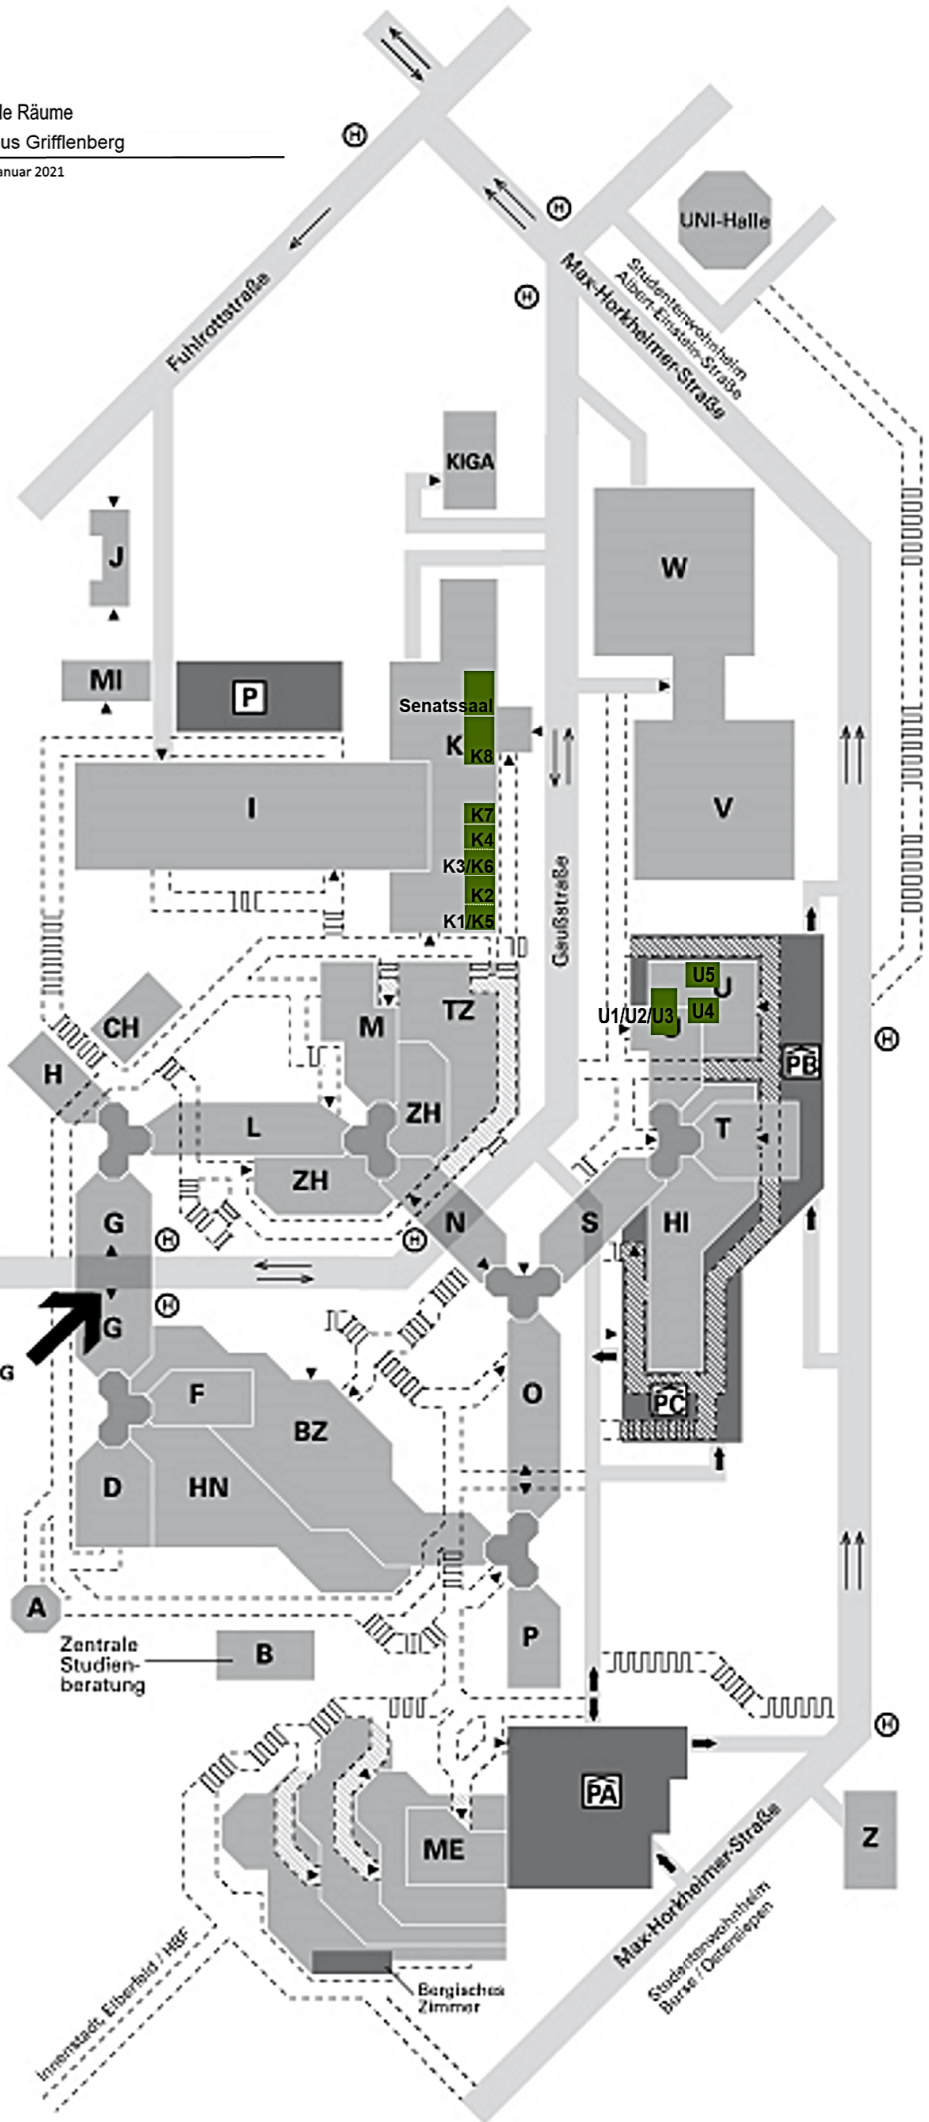 le Räume
us Grifflenberg
anuar 2021
H
H
UNI-Halle
H
Studentenwohnheim
Albert-Einstein-Straße
Max-Horkheimer-Straße
Fuhlrottstraße
KIGA
J
W
MI
P
Senatssaal
K
K8
I
V
K7
K4
K3/K6
K2
K1/K5
Gaußstraße
U5
U
U1/U2/U3
U4
CH
M
TZ
H
PB
H
ZH
L
T
ZH
G
N
S
HI
H
H
H
G
G
F
O
PC
BZ
D
HN
A
P
Zentrale
Studien-
beratung
B
H
PA
ME
Z
Max-Horkheimer-Straße
Studentenwohnheim
Burse / Ostersiepen
Innenstadt, Elberfeld / HBF
Bergisches
Zimmer